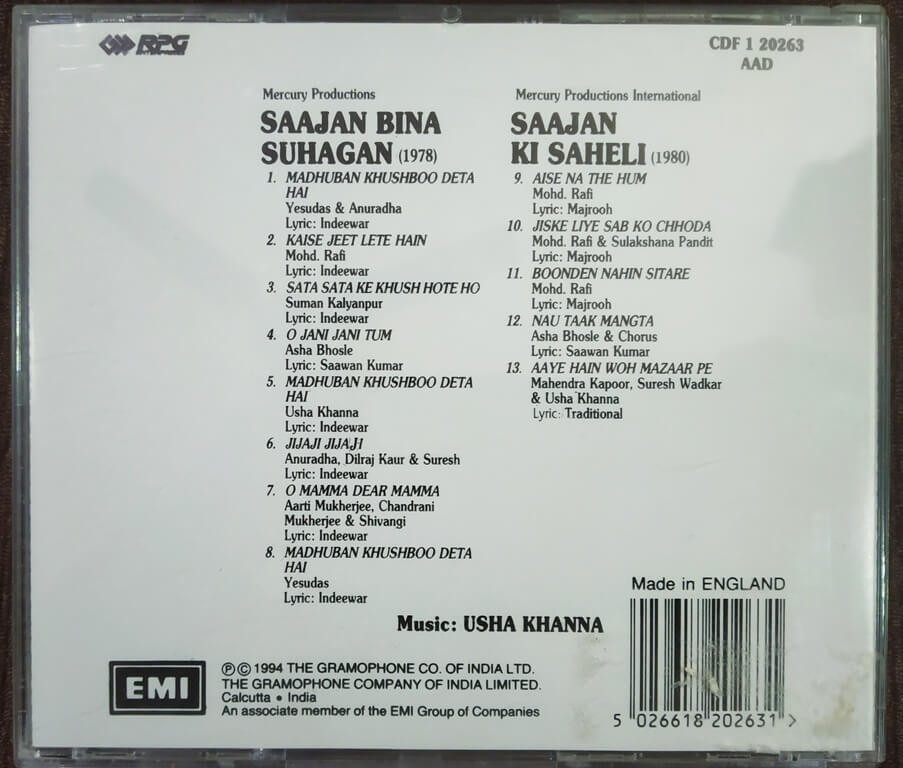 RPG
CDF 1 20263
AAD
Mercury Productions
SAAJAN BINA
SUHAGAN (1978)
1. MADHUBAN KHUSHBOO DETA
HAI
Yesudas & Anuradha
Lyric: Indeewar
2. KAISE JEET LETE HAIN
Mohd. Rafi
Lyric: Indeewar
3. SATA SATA KE KHUSH HOTE HO
Suman Kalyanpur
Lyric: Indeewar
4. O JANI JANI TUM
Asha Bhosle
Lyric: Saawan Kumar
5. MADHUBAN KHUSHBOO DETA
HAI
Usha Khanna
Lyric: Indeewar
6. JIJAJI JIJAJI
Anuradha, Dilraj Kaur & Suresh
Lyric: Indeewar
7. O MAMMA DEAR MAMMA
Aarti Mukherjee, Chandrani
Mukherjee & Shivangi
Lyric: Indeewar
8. MADHUBAN KHUSHBOO DETA
HAI
Yesudas
Lyric: Indeewar
Mercury Productions International
SAAJAN
KI SAHELI (1980)
9. AISE NA THE HUM
Mohd. Rafi
Lyric: Majrooh
10. JISKE LIYE SAB KO CHHODA
Mohd. Rafi & Sulakshana Pandit
Lyric: Majrooh
11. BOONDEN NAHIN SITARE
Mohd. Rafi
Lyric: Majrooh
12. NAU TAAK MANGTA
Asha Bhosle & Chorus
Lyric: Saawan Kumar
13. AAYE HAIN WOH MAZAAR PE
Mahendra Kapoor, Suresh Wadkar
& Usha Khanna
Lyric: Traditional
Music: USHA KHANNA
Made in ENGLAND
EMI
℗ © 1994 THE GRAMOPHONE CO. OF INDIA LTD.
THE GRAMOPHONE COMPANY OF INDIA LIMITED.
Calcutta • India
An associate member of the EMI Group of Companies
5 026618 202631 >